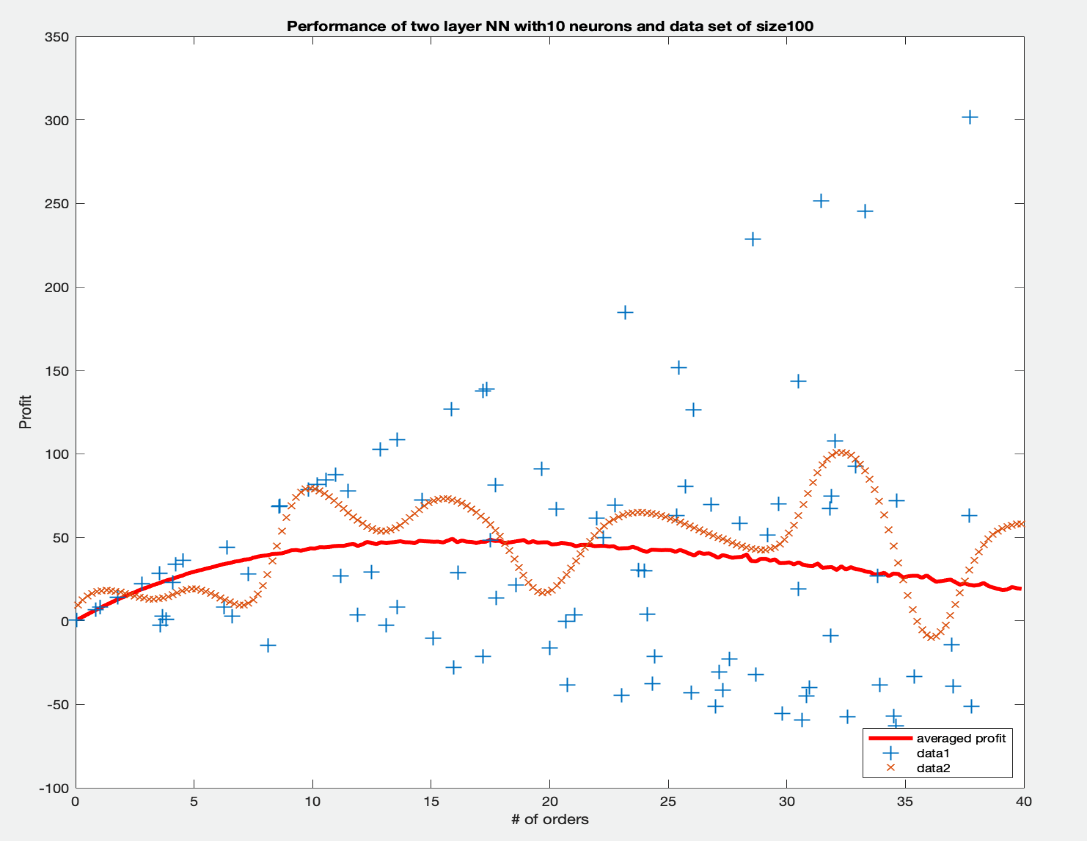 Performance of two layer NN with10 neurons and data set of size100
350
300
250
200
150
100
50
0
-50
-100
Profit
averaged profit
data1
data2
0 5 10 15 20 25 30 35 40
# of orders